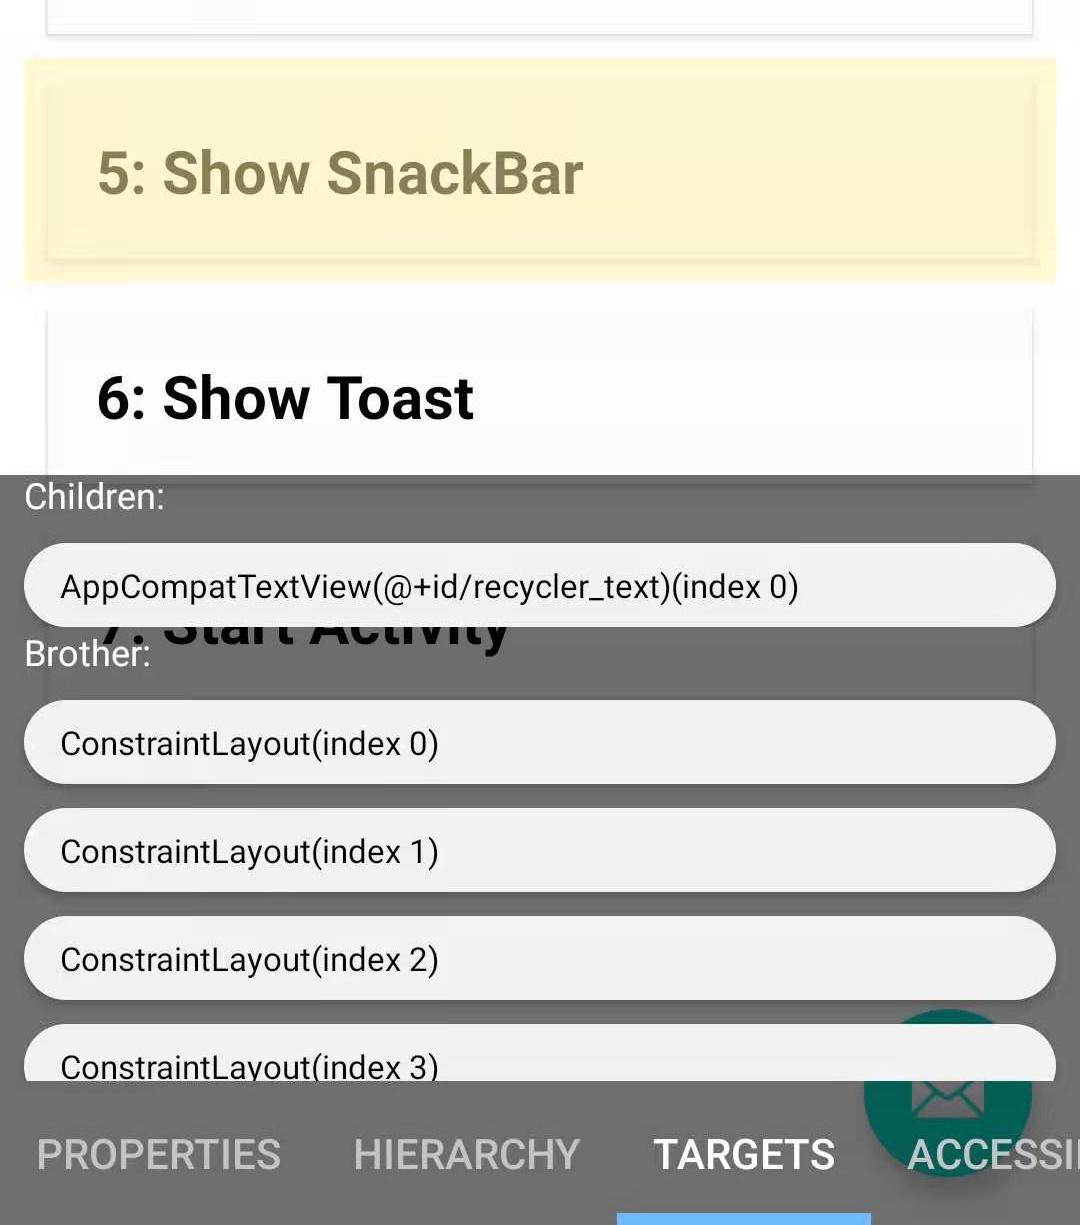 5: Show SnackBar
6: Show Toast
Children:
AppCompatTextView(@+id/recycler_text)(index 0)
7: Start Activity
Brother:
ConstraintLayout(index 0)
ConstraintLayout(index 1)
ConstraintLayout(index 2)
ConstraintLayout(index 3)
PROPERTIES HIERARCHY TARGETS ACCESSI